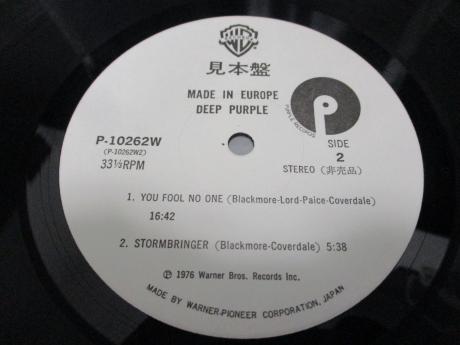 見本盤
MADE IN EUROPE
DEEP PURPLE
P-10262W
(P-10262W2)
33⅓RPM
P
PURPLE RECORDS
SIDE
2
STEREO (非売品)
1. YOU FOOL NO ONE (Blackmore-Lord-Paice-Coverdale)
16:42
2. STORMBRINGER (Blackmore-Coverdale) 5:38
Ⓟ 1976 Warner Bros. Records Inc.
MADE BY WARNER-PIONEER CORPORATION, JAPAN